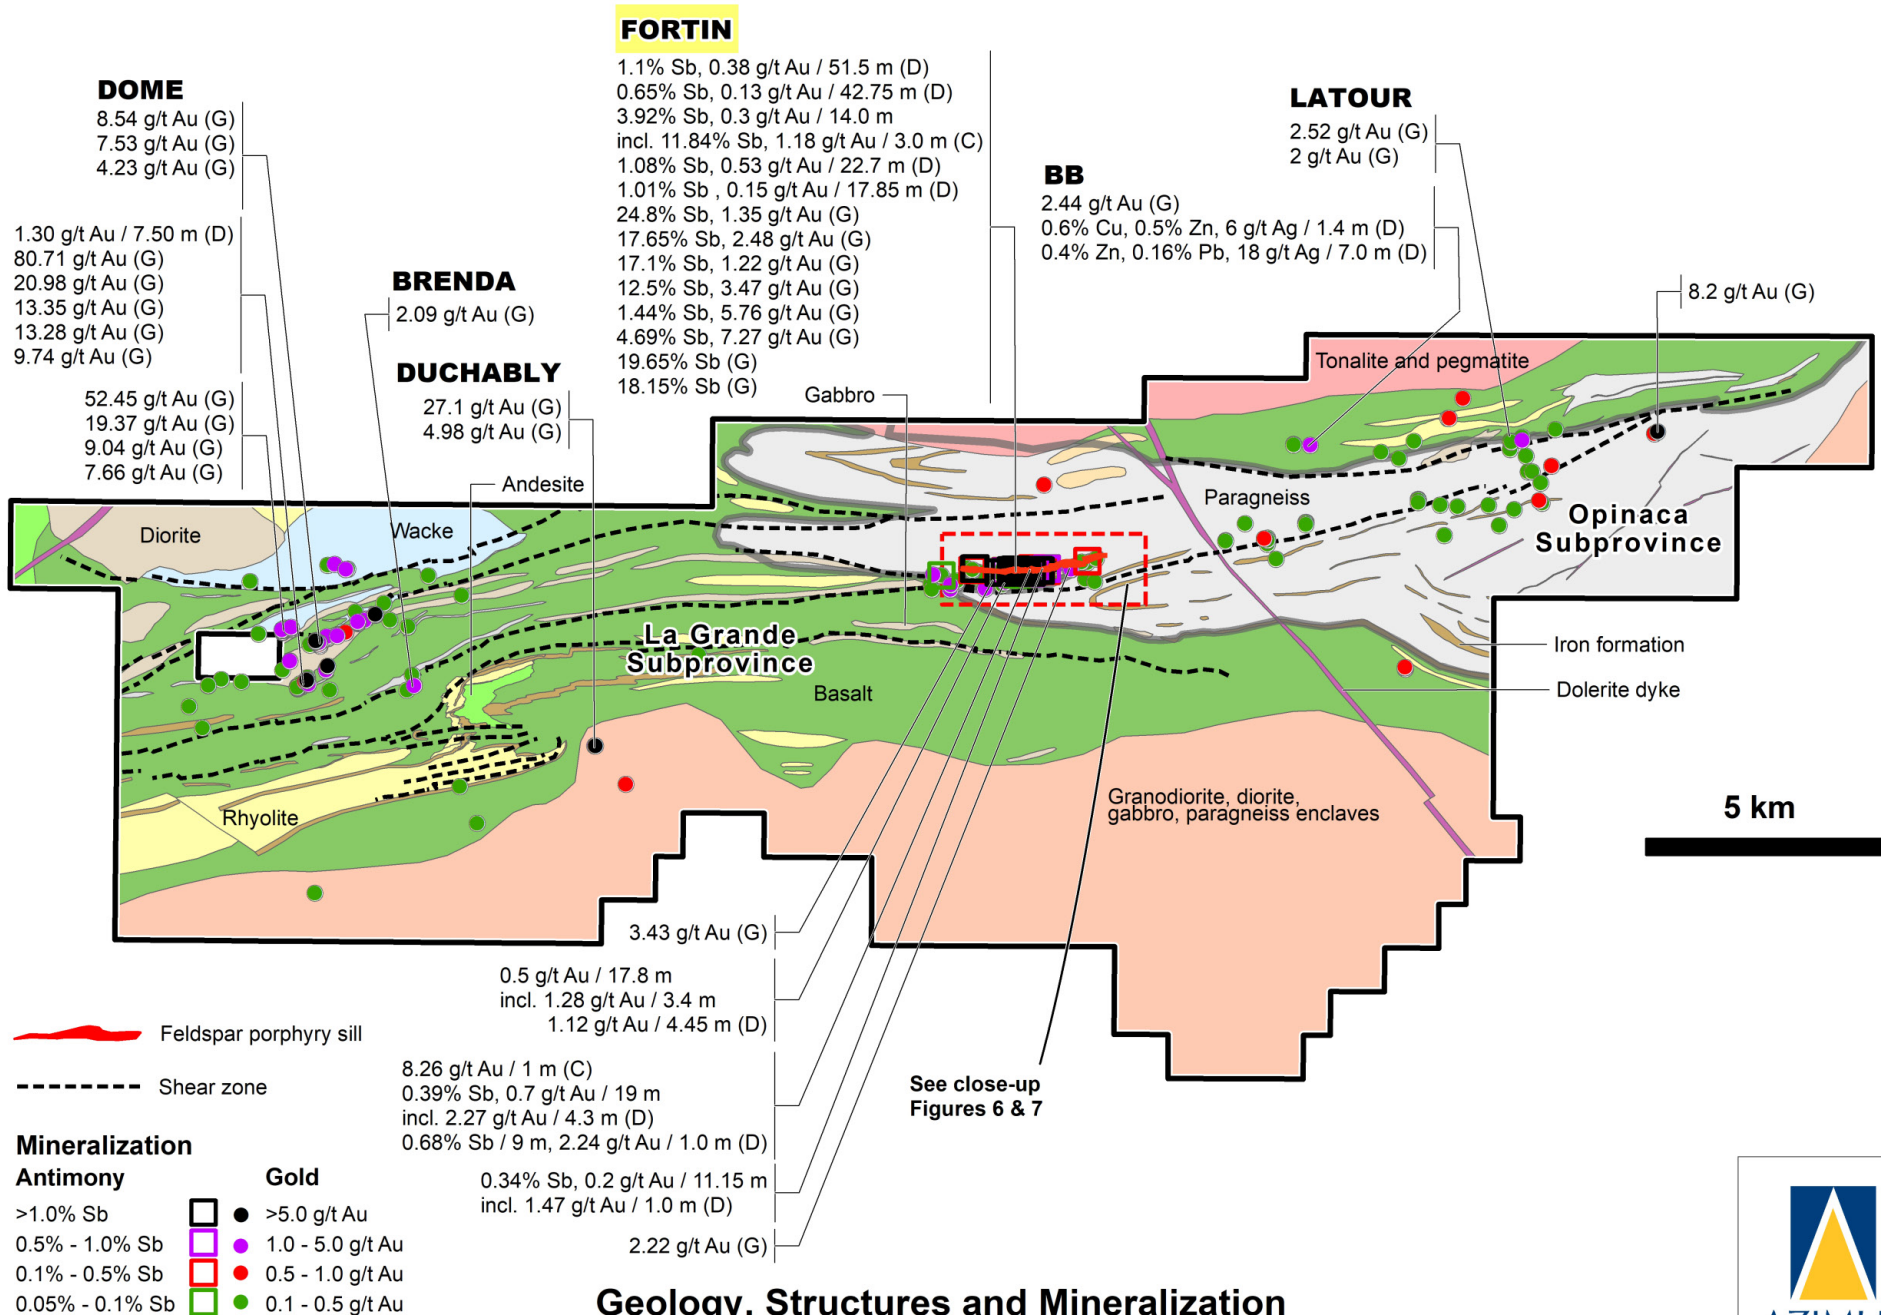 FORTIN
1.1% Sb, 0.38 g/t Au / 51.5 m (D)
0.65% Sb, 0.13 g/t Au / 42.75 m (D)
3.92% Sb, 0.3 g/t Au / 14.0 m
incl. 11.84% Sb, 1.18 g/t Au / 3.0 m (C)
1.08% Sb, 0.53 g/t Au / 22.7 m (D)
1.01% Sb , 0.15 g/t Au / 17.85 m (D)
24.8% Sb, 1.35 g/t Au (G)
17.65% Sb, 2.48 g/t Au (G)
17.1% Sb, 1.22 g/t Au (G)
12.5% Sb, 3.47 g/t Au (G)
1.44% Sb, 5.76 g/t Au (G)
4.69% Sb, 7.27 g/t Au (G)
19.65% Sb (G)
18.15% Sb (G)
DOME
8.54 g/t Au (G)
7.53 g/t Au (G)
4.23 g/t Au (G)
1.30 g/t Au / 7.50 m (D)
80.71 g/t Au (G)
20.98 g/t Au (G)
13.35 g/t Au (G)
13.28 g/t Au (G)
9.74 g/t Au (G)
52.45 g/t Au (G)
19.37 g/t Au (G)
9.04 g/t Au (G)
7.66 g/t Au (G)
BRENDA
2.09 g/t Au (G)
DUCHABLY
27.1 g/t Au (G)
4.98 g/t Au (G)
LATOUR
2.52 g/t Au (G)
2 g/t Au (G)
BB
2.44 g/t Au (G)
0.6% Cu, 0.5% Zn, 6 g/t Ag / 1.4 m (D)
0.4% Zn, 0.16% Pb, 18 g/t Ag / 7.0 m (D)
8.2 g/t Au (G)
Tonalite and pegmatite
Gabbro
Andesite
Diorite
Wacke
Paragneiss
Opinaca
Subprovince
La Grande
Subprovince
Basalt
Iron formation
Dolerite dyke
Rhyolite
Granodiorite, diorite,
gabbro, paragneiss enclaves
5 km
3.43 g/t Au (G)
0.5 g/t Au / 17.8 m
incl. 1.28 g/t Au / 3.4 m
1.12 g/t Au / 4.45 m (D)
8.26 g/t Au / 1 m (C)
0.39% Sb, 0.7 g/t Au / 19 m
incl. 2.27 g/t Au / 4.3 m (D)
0.68% Sb / 9 m, 2.24 g/t Au / 1.0 m (D)
0.34% Sb, 0.2 g/t Au / 11.15 m
incl. 1.47 g/t Au / 1.0 m (D)
2.22 g/t Au (G)
See close-up
Figures 6 & 7
Feldspar porphyry sill
Shear zone
Mineralization
Antimony Gold
>1.0% Sb >5.0 g/t Au
0.5% - 1.0% Sb 1.0 - 5.0 g/t Au
0.1% - 0.5% Sb 0.5 - 1.0 g/t Au
0.05% - 0.1% Sb 0.1 - 0.5 g/t Au
Geology, Structures and Mineralization